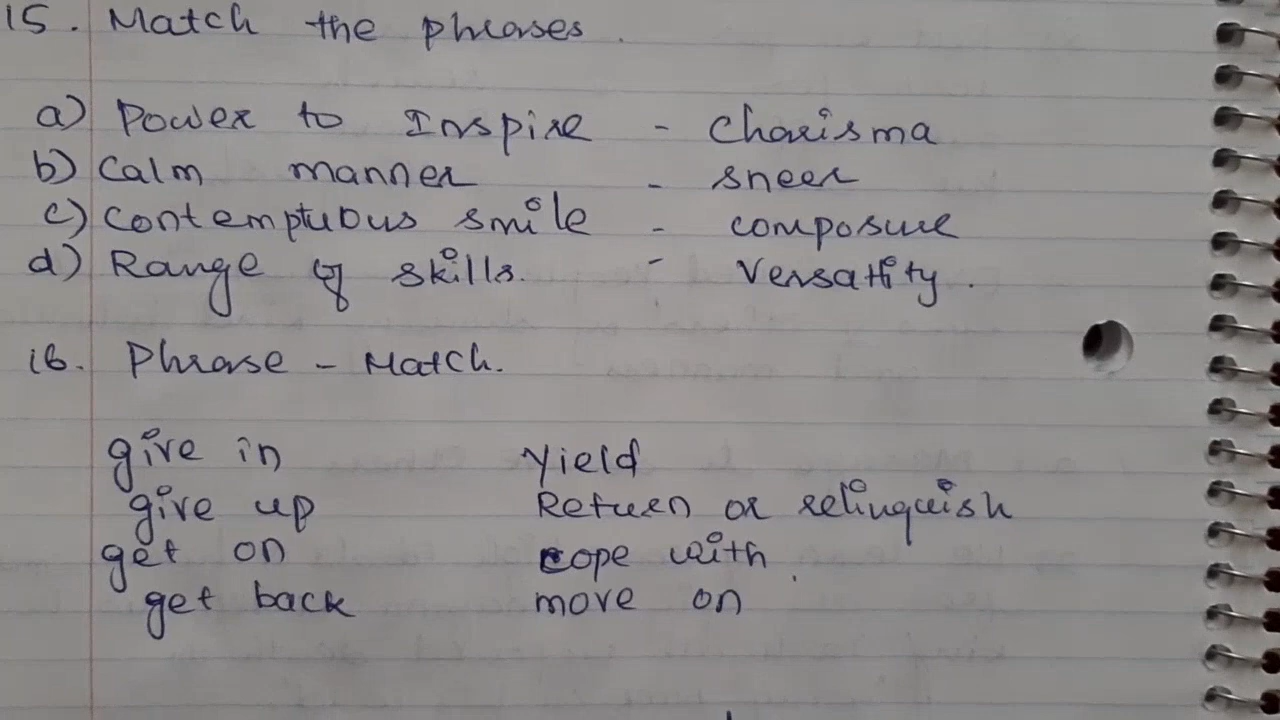 15. Match the phrases.
a) Power to Inspire - Charisma
b) Calm manner - sneer
c) Contemptuous smile - composure
d) Range of skills. - Versatity.
16. Phrase - Match.
give in Yield
give up Return or relinquish
get on cope with.
get back move on